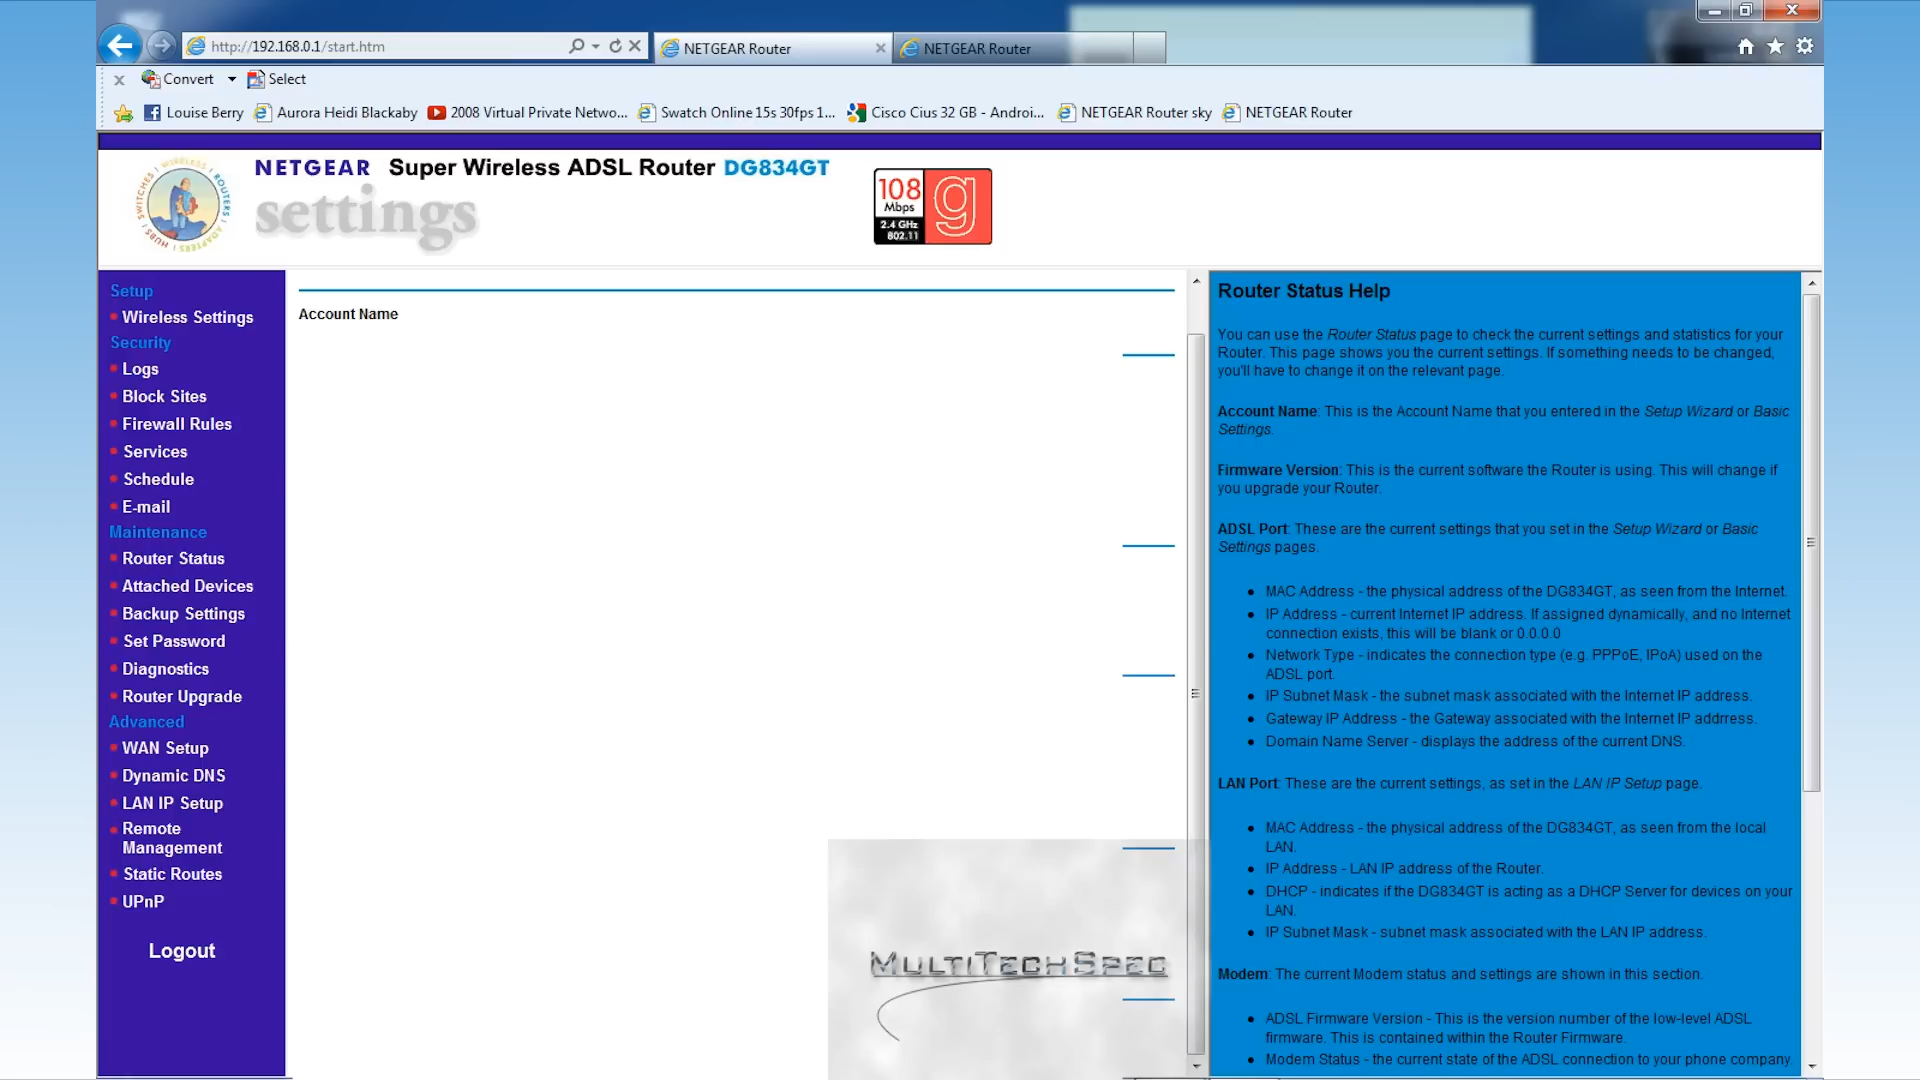 http://192.168.0.1/start.htm
NETGEAR Router
NETGEAR Router
Convert
Select
Louise Berry
Aurora Heidi Blackaby
2008 Virtual Private Netwo...
Swatch Online 15s 30fps 1...
Cisco Cius 32 GB - Androi...
NETGEAR Router sky
NETGEAR Router
SWITCHES | WIRELESS | ROUTERS | ADAPTERS | HUBS |
NETGEAR Super Wireless ADSL Router DG834GT
settings
108
Mbps
2.4 GHz
802.11
g
Setup
Wireless Settings
Security
Logs
Block Sites
Firewall Rules
Services
Schedule
E-mail
Maintenance
Router Status
Attached Devices
Backup Settings
Set Password
Diagnostics
Router Upgrade
Advanced
WAN Setup
Dynamic DNS
LAN IP Setup
Remote
Management
Static Routes
UPnP
Logout
Account Name
MultiTechSpec
Router Status Help
You can use the Router Status page to check the current settings and statistics for your
Router. This page shows you the current settings. If something needs to be changed,
you'll have to change it on the relevant page.
Account Name: This is the Account Name that you entered in the Setup Wizard or Basic
Settings.
Firmware Version: This is the current software the Router is using. This will change if
you upgrade your Router.
ADSL Port: These are the current settings that you set in the Setup Wizard or Basic
Settings pages.
MAC Address - the physical address of the DG834GT, as seen from the Internet.
IP Address - current Internet IP address. If assigned dynamically, and no Internet
connection exists, this will be blank or 0.0.0.0
Network Type - indicates the connection type (e.g. PPPoE, IPoA) used on the
ADSL port.
IP Subnet Mask - the subnet mask associated with the Internet IP address.
Gateway IP Address - the Gateway associated with the Internet IP addrress.
Domain Name Server - displays the address of the current DNS.
LAN Port: These are the current settings, as set in the LAN IP Setup page.
MAC Address - the physical address of the DG834GT, as seen from the local
LAN.
IP Address - LAN IP address of the Router.
DHCP - indicates if the DG834GT is acting as a DHCP Server for devices on your
LAN.
IP Subnet Mask - subnet mask associated with the LAN IP address.
Modem: The current Modem status and settings are shown in this section.
ADSL Firmware Version - This is the version number of the low-level ADSL
firmware. This is contained within the Router Firmware.
Modem Status - the current state of the ADSL connection to your phone company.